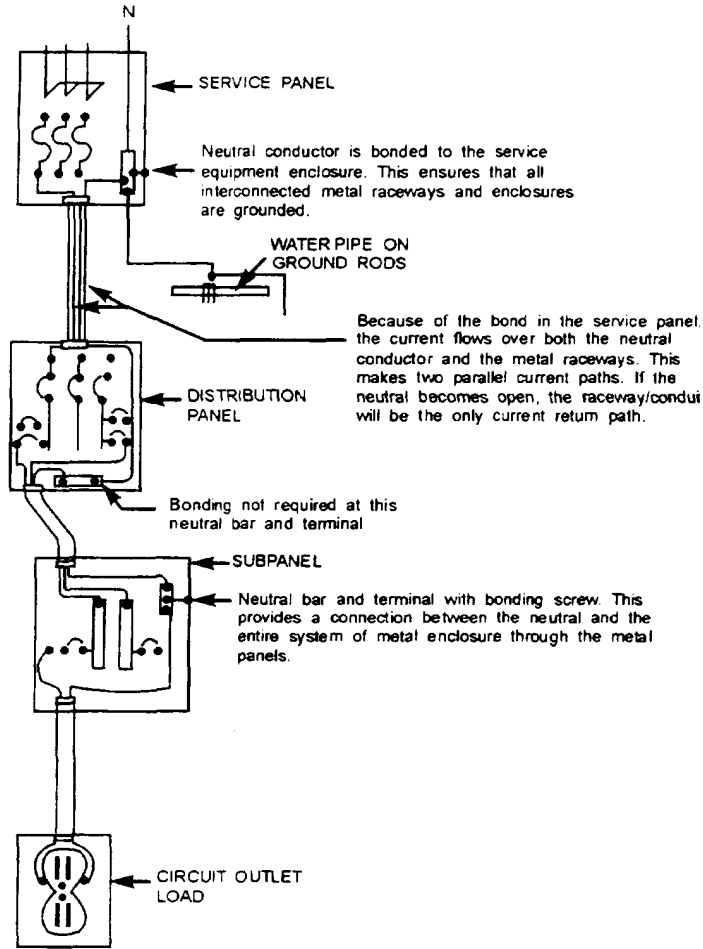 N
SERVICE PANEL
Neutral conductor is bonded to the service
equipment enclosure. This ensures that all
interconnected metal raceways and enclosures
are grounded.
WATER PIPE ON
GROUND RODS
Because of the bond in the service panel,
the current flows over both the neutral
conductor and the metal raceways. This
makes two parallel current paths. If the
neutral becomes open, the raceway/condui
will be the only current return path.
DISTRIBUTION
PANEL
Bonding not required at this
neutral bar and terminal
SUBPANEL
Neutral bar and terminal with bonding screw. This
provides a connection between the neutral and the
entire system of metal enclosure through the metal
panels.
CIRCUIT OUTLET
LOAD